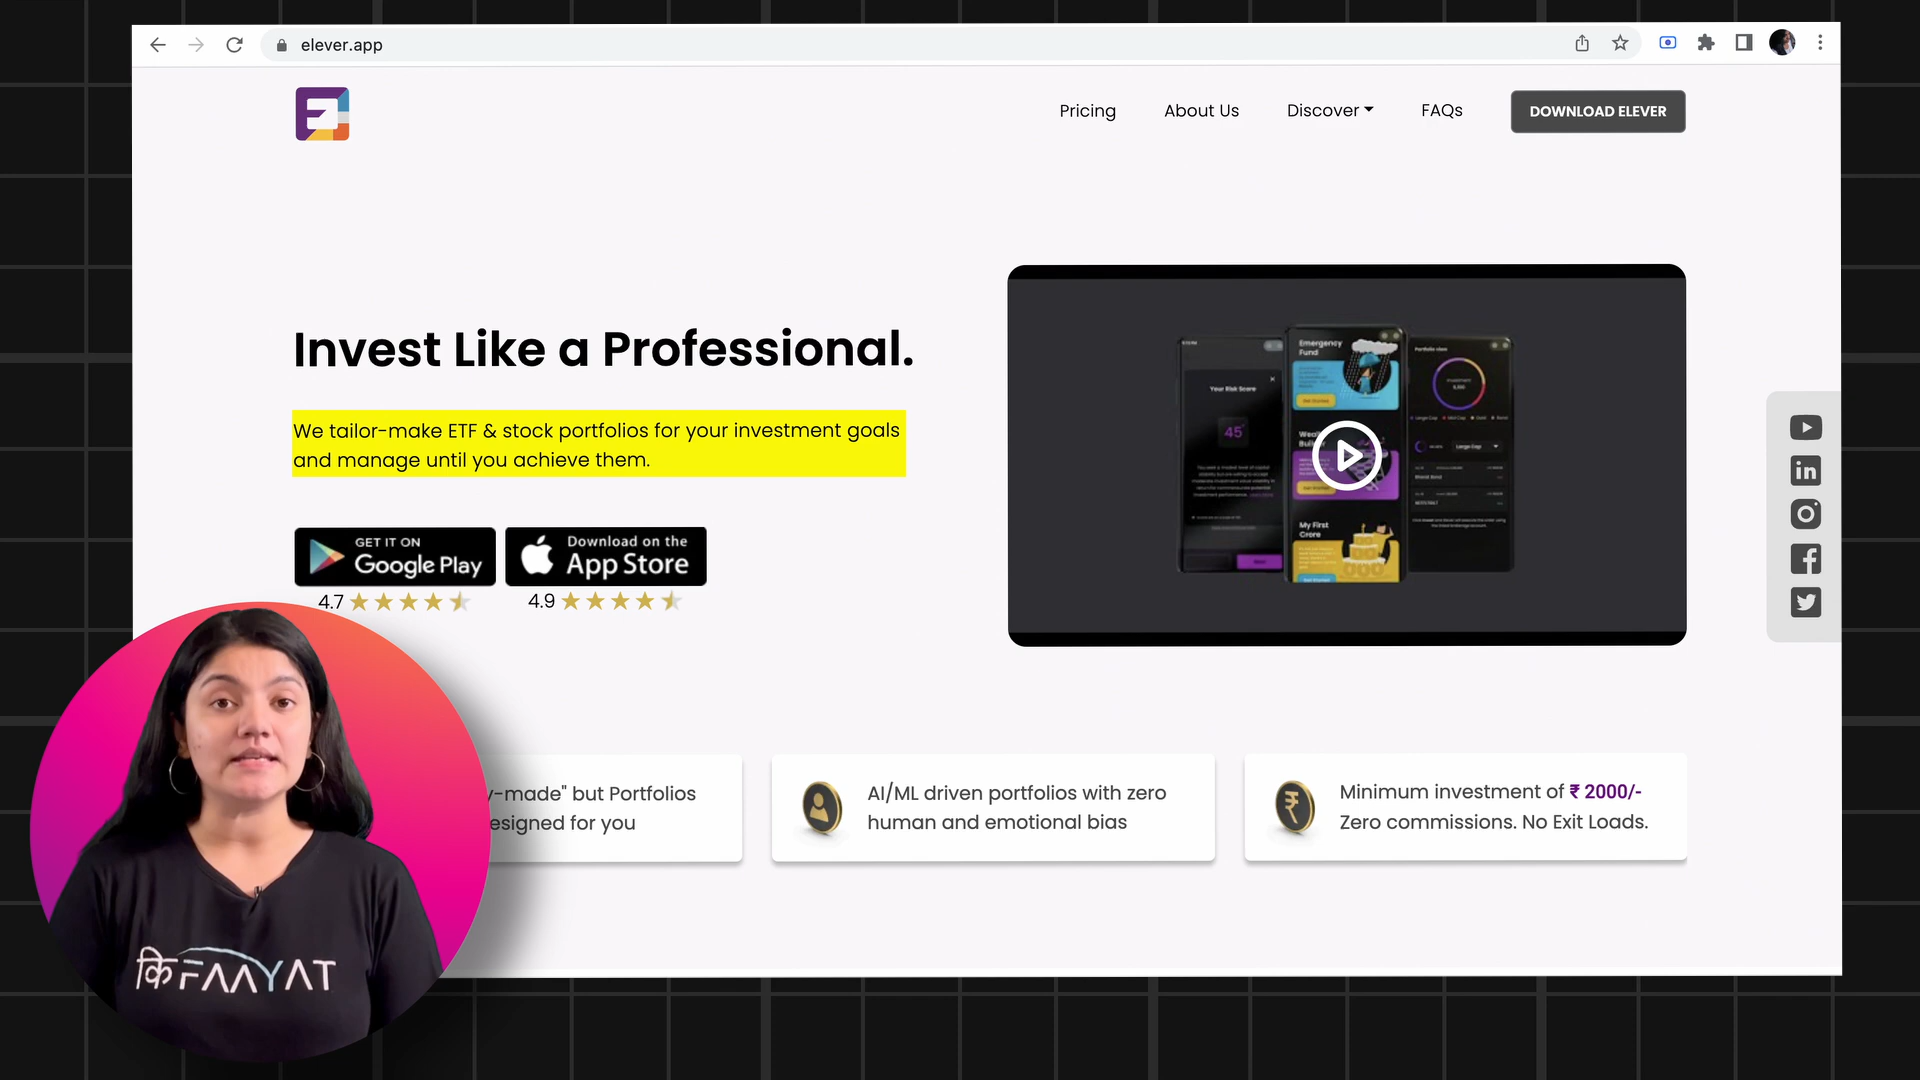 elever.app
Pricing
About Us
Discover
FAQs
DOWNLOAD ELEVER
Invest Like a Professional.
We tailor-make ETF & stock portfolios for your investment goals
and manage until you achieve them.
GET IT ON
Google Play
Download on the
App Store
4.7
4.9
Your Risk Score
45
Emergency
Fund
My First
Crore
Portfolio View
Large Cap
-made" but Portfolios
esigned for you
AI/ML driven portfolios with zero
human and emotional bias
Minimum investment of ₹ 2000/-
Zero commissions. No Exit Loads.
किFAAYAT